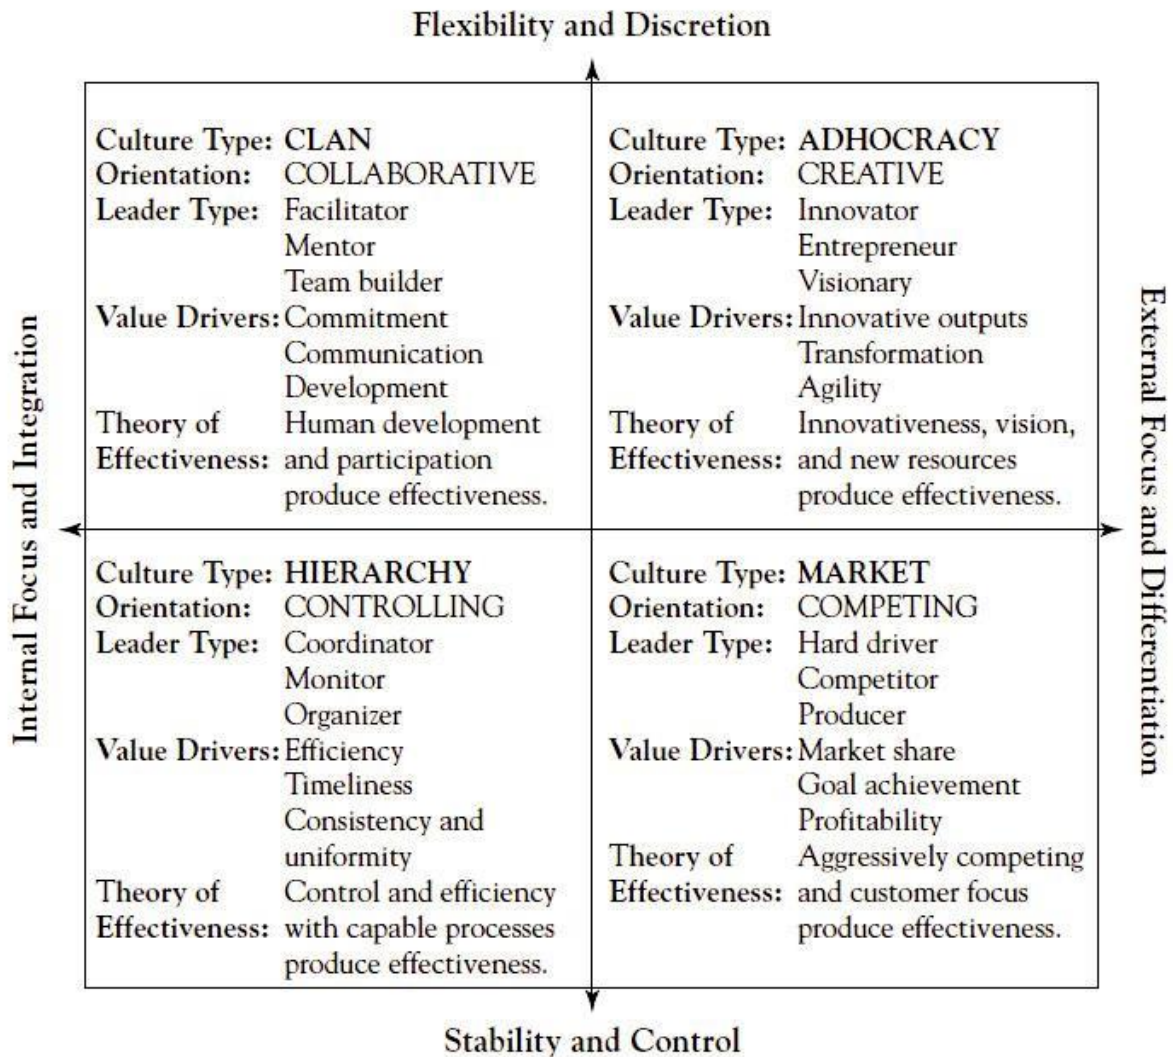 Flexibility and Discretion
Internal Focus and Integration
Culture Type: CLAN
Orientation: COLLABORATIVE
Leader Type: Facilitator
Mentor
Team builder
Value Drivers: Commitment
Communication
Development
Theory of Human development
Effectiveness: and participation
produce effectiveness.
Culture Type: ADHOCRACY
Orientation: CREATIVE
Leader Type: Innovator
Entrepreneur
Visionary
Value Drivers: Innovative outputs
Transformation
Agility
Theory of Innovativeness, vision,
Effectiveness: and new resources
produce effectiveness.
Culture Type: HIERARCHY
Orientation: CONTROLLING
Leader Type: Coordinator
Monitor
Organizer
Value Drivers: Efficiency
Timeliness
Consistency and
uniformity
Theory of Control and efficiency
Effectiveness: with capable processes
produce effectiveness.
Culture Type: MARKET
Orientation: COMPETING
Leader Type: Hard driver
Competitor
Producer
Value Drivers: Market share
Goal achievement
Profitability
Theory of Aggressively competing
Effectiveness: and customer focus
produce effectiveness.
External Focus and Differentiation
Stability and Control